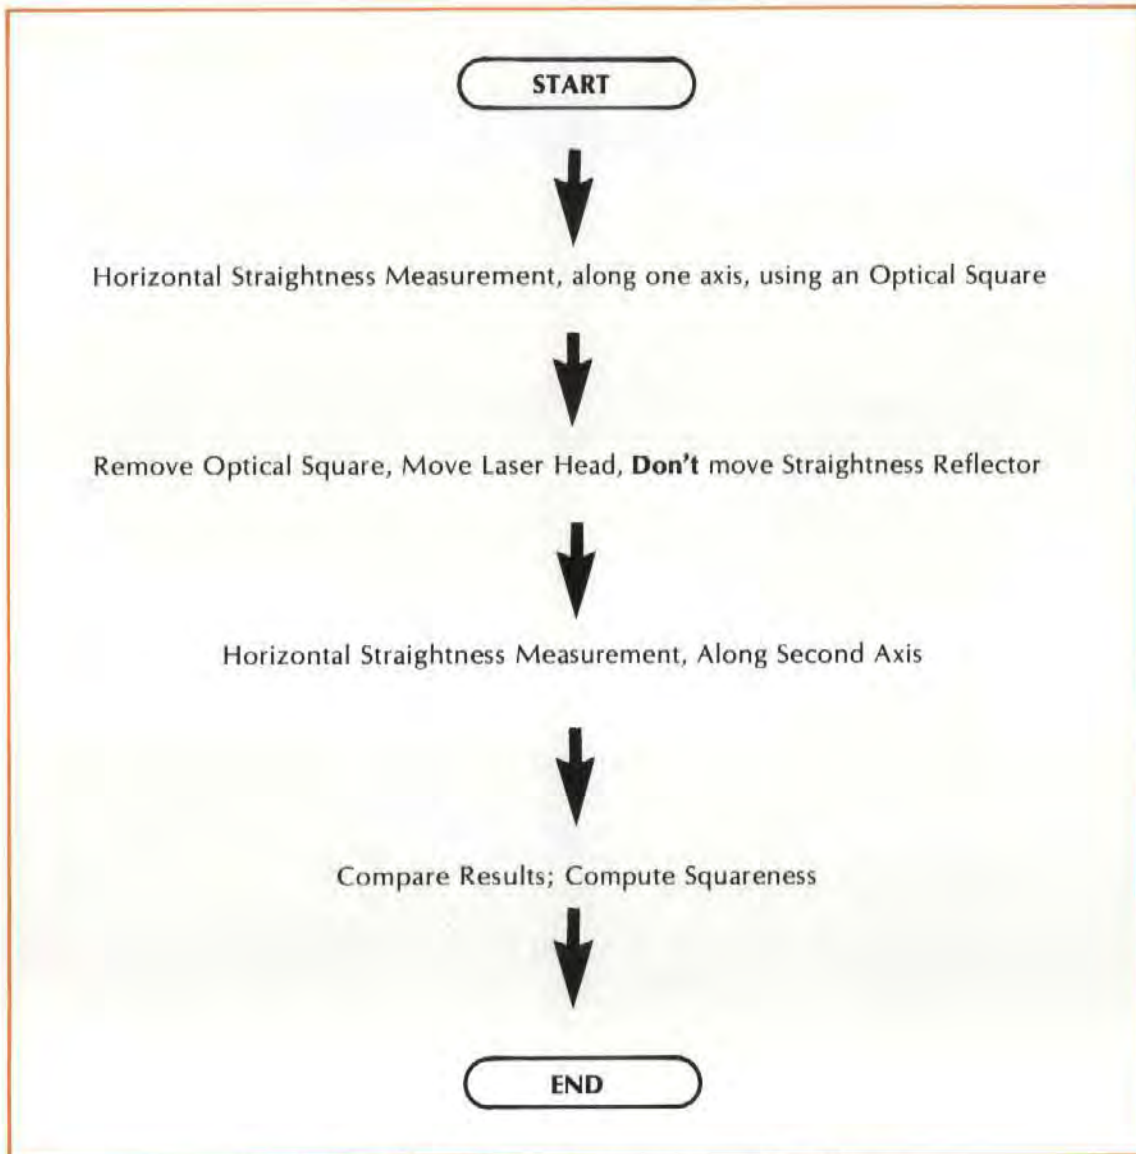 START
Horizontal Straightness Measurement, along one axis, using an Optical Square
Remove Optical Square, Move Laser Head, Don't move Straightness Reflector
Horizontal Straightness Measurement, Along Second Axis
Compare Results; Compute Squareness
END